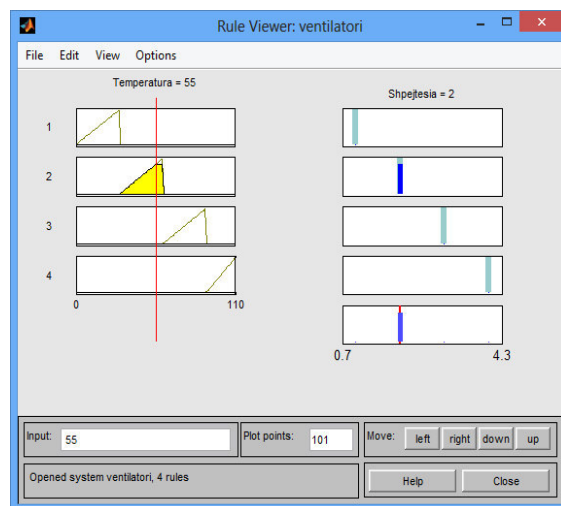 Rule Viewer: ventilatori
File Edit View Options
Temperatura = 55
Shpejtesia = 2
1
2
3
4
0 110
0.7 4.3
Input: 55
Plot points: 101
Move: left right down up
Opened system ventilatori, 4 rules
Help Close